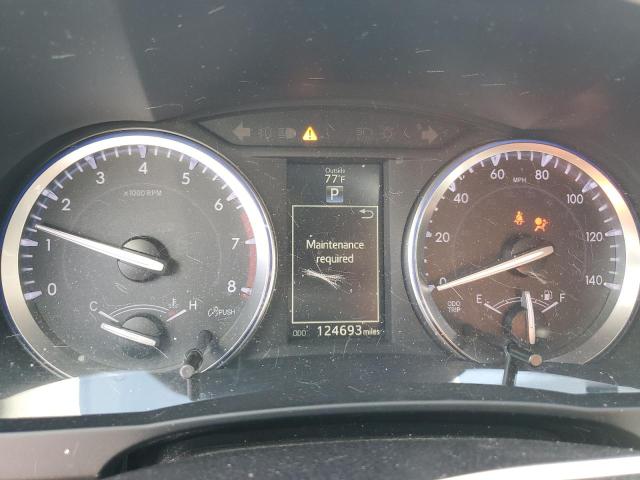 Outside
77°F
P
Maintenance
required
ODO 124693 miles
0 1 2 3 4 5 6 7 8
x1000 RPM
C H
PUSH
0 20 40 60 80 100 120 140
MPH
ODO
TRIP
E F